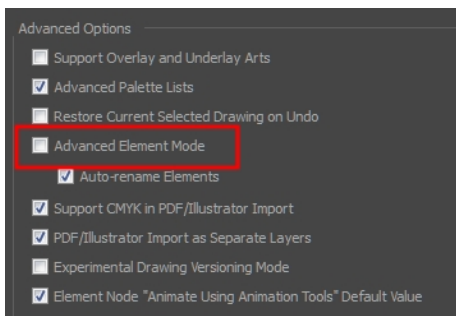 Advanced Options
Support Overlay and Underlay Arts
Advanced Palette Lists
Restore Current Selected Drawing on Undo
Advanced Element Mode
Auto-rename Elements
Support CMYK in PDF/Illustrator Import
PDF/Illustrator Import as Separate Layers
Experimental Drawing Versioning Mode
Element Node "Animate Using Animation Tools" Default Value